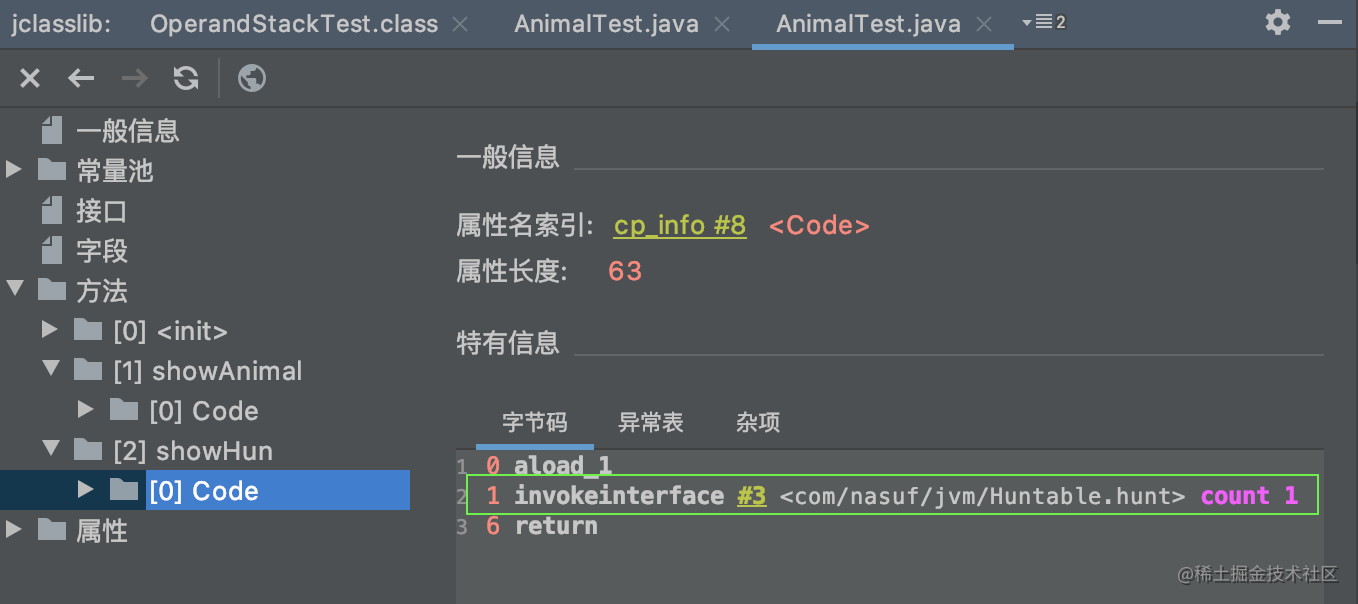 jclasslib: OperandStackTest.class AnimalTest.java AnimalTest.java 2
一般信息
常量池
接口
字段
方法
[0] <init>
[1] showAnimal
[0] Code
[2] showHun
[0] Code
属性
一般信息
属性名索引: cp_info #8 <Code>
属性长度: 63
特有信息
字节码 异常表 杂项
1 0 aload_1
2 1 invokeinterface #3 <com/nasuf/jvm/Huntable.hunt> count 1
3 6 return
@稀土掘金技术社区